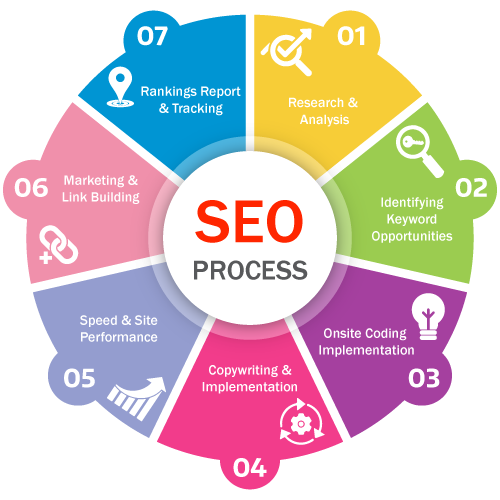 SEO
PROCESS
01
Research &
Analysis
02
Identifying
Keyword
Opportunities
03
Onsite Coding
Implementation
04
Copywriting &
Implementation
05
Speed & Site
Performance
06
Marketing &
Link Building
07
Rankings Report
& Tracking